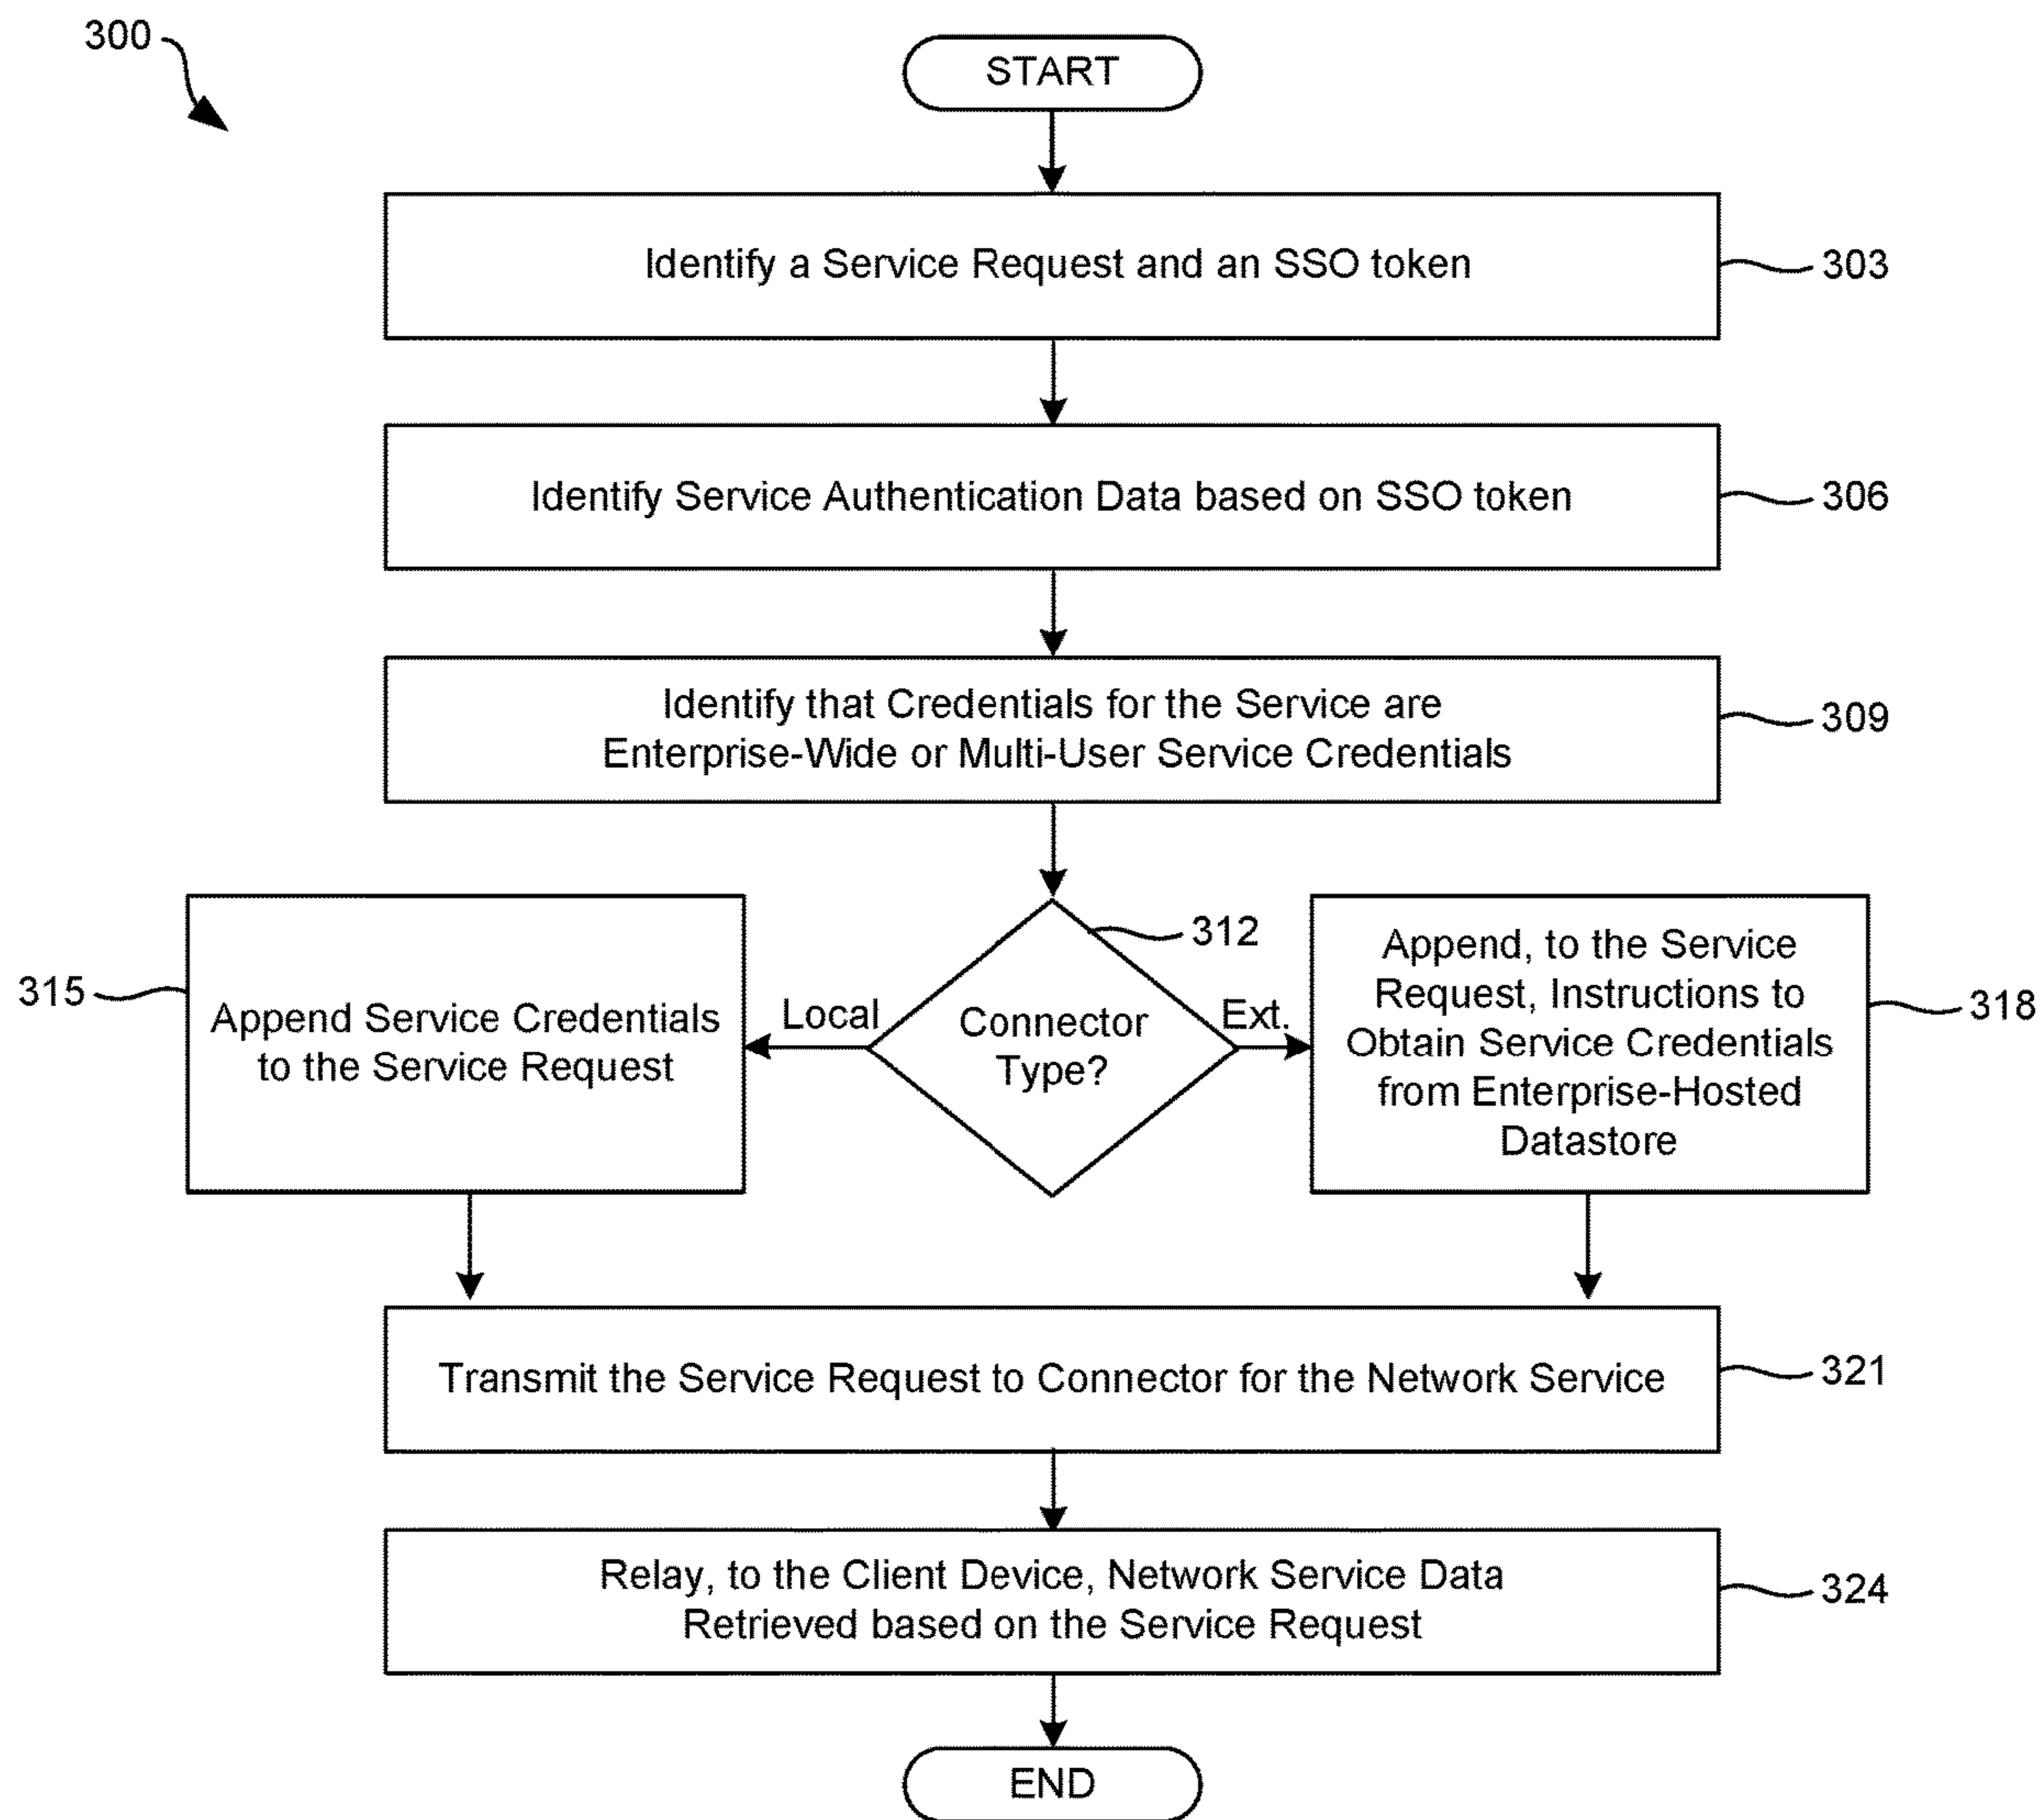 300
START
Identify a Service Request and an SSO token
303
Identify Service Authentication Data based on SSO token
306
Identify that Credentials for the Service are
Enterprise-Wide or Multi-User Service Credentials
309
312
315
Append Service Credentials
to the Service Request
Local
Connector
Type?
Ext.
Append, to the Service
Request, Instructions to
Obtain Service Credentials
from Enterprise-Hosted
Datastore
318
Transmit the Service Request to Connector for the Network Service
321
Relay, to the Client Device, Network Service Data
Retrieved based on the Service Request
324
END